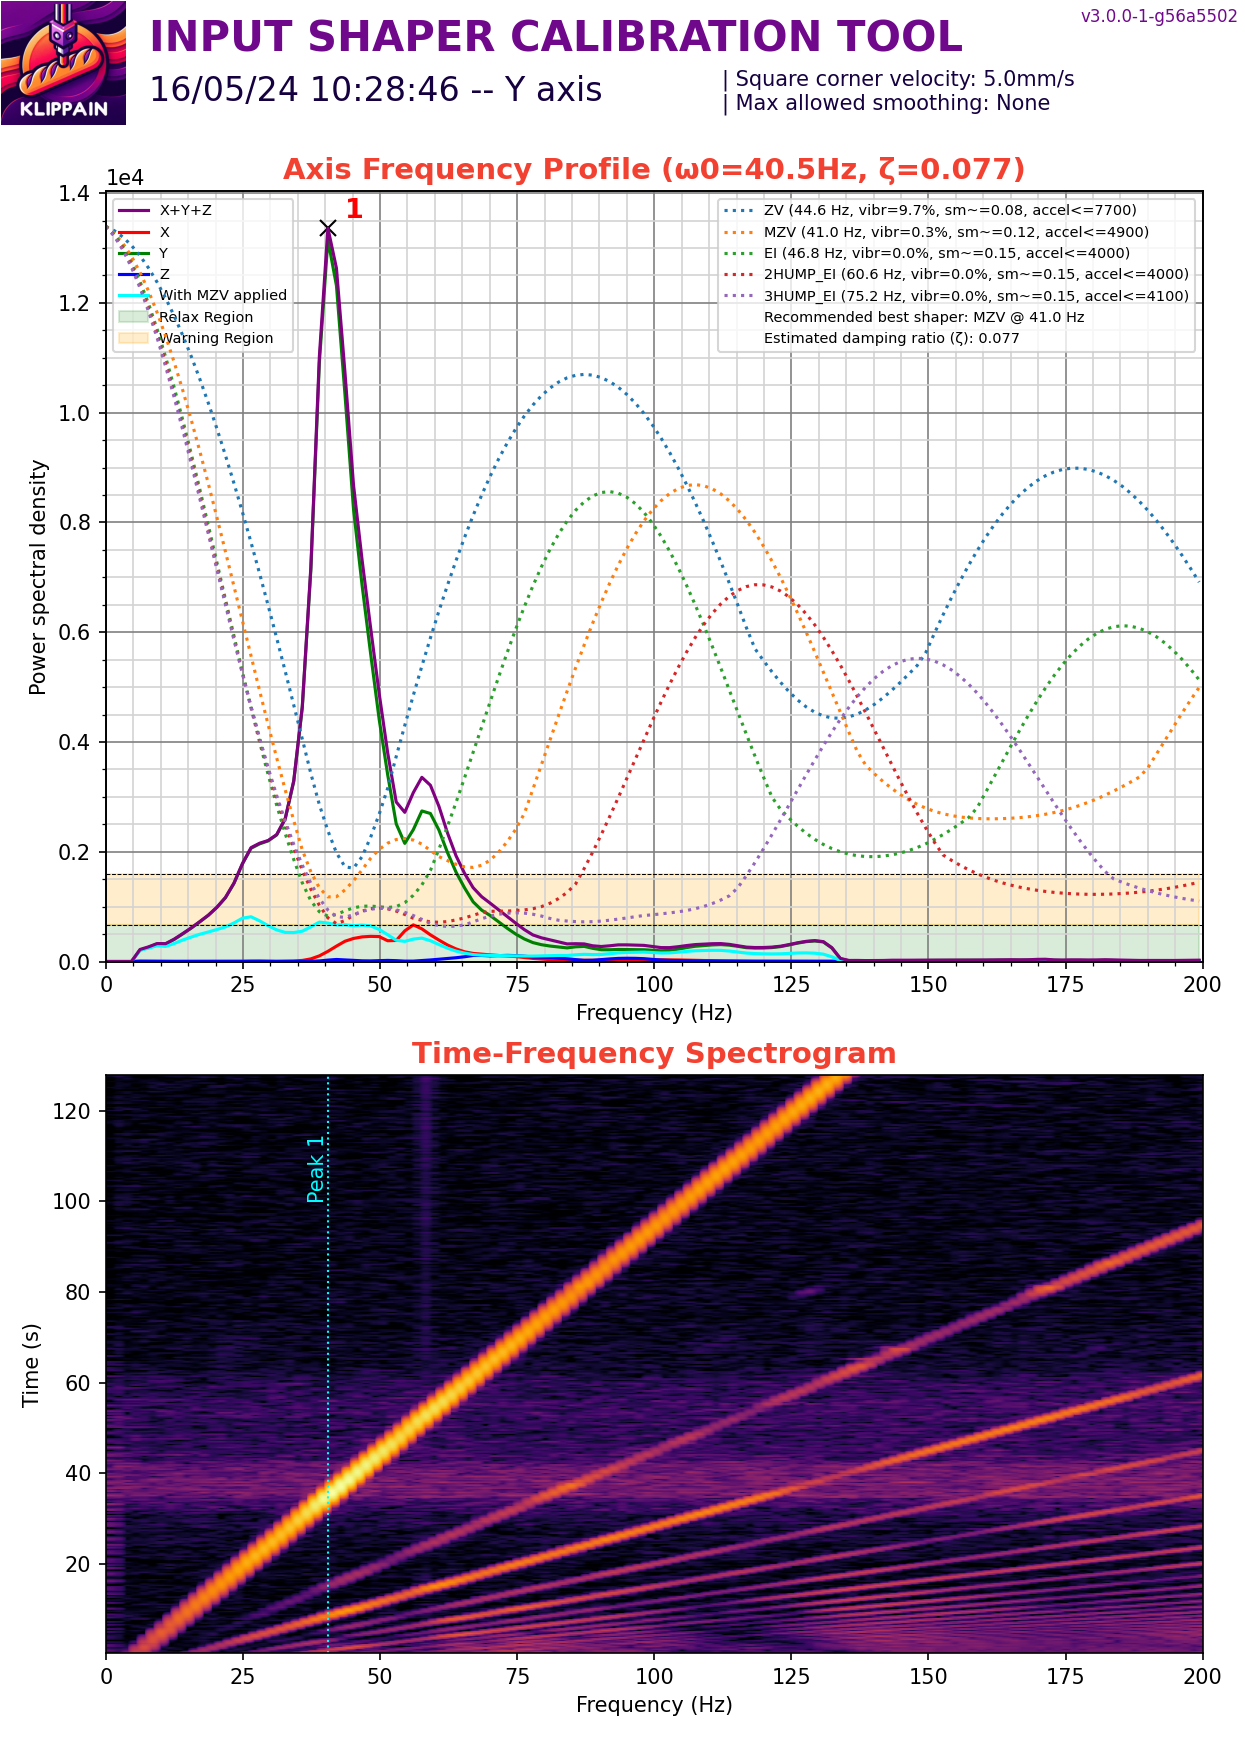 v3.0.0-1-g56a5502
INPUT SHAPER CALIBRATION TOOL
16/05/24 10:28:46 -- Y axis
| Square corner velocity: 5.0mm/s
| Max allowed smoothing: None
KLIPPAIN
Axis Frequency Profile (ω0=40.5Hz, ζ=0.077)
1e4
1
X+Y+Z
X
Y
Z
With MZV applied
Relax Region
Warning Region
ZV (44.6 Hz, vibr=9.7%, sm~=0.08, accel<=7700)
MZV (41.0 Hz, vibr=0.3%, sm~=0.12, accel<=4900)
EI (46.8 Hz, vibr=0.0%, sm~=0.15, accel<=4000)
2HUMP_EI (60.6 Hz, vibr=0.0%, sm~=0.15, accel<=4000)
3HUMP_EI (75.2 Hz, vibr=0.0%, sm~=0.15, accel<=4100)
Recommended best shaper: MZV @ 41.0 Hz
Estimated damping ratio (ζ): 0.077
Power spectral density
1.4
1.2
1.0
0.8
0.6
0.4
0.2
0.0
0 25 50 75 100 125 150 175 200
Frequency (Hz)
Time-Frequency Spectrogram
Peak 1
Time (s)
120
100
80
60
40
20
0 25 50 75 100 125 150 175 200
Frequency (Hz)